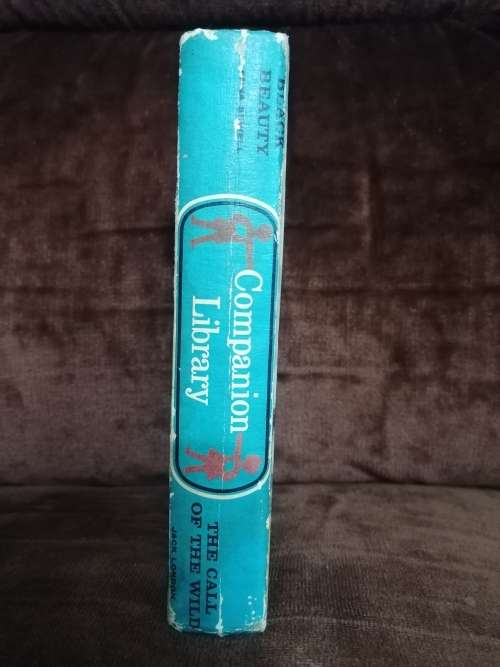 BLACK
BEAUTY
Companion
Library
THE CALL
OF THE WILD
JACK LONDON